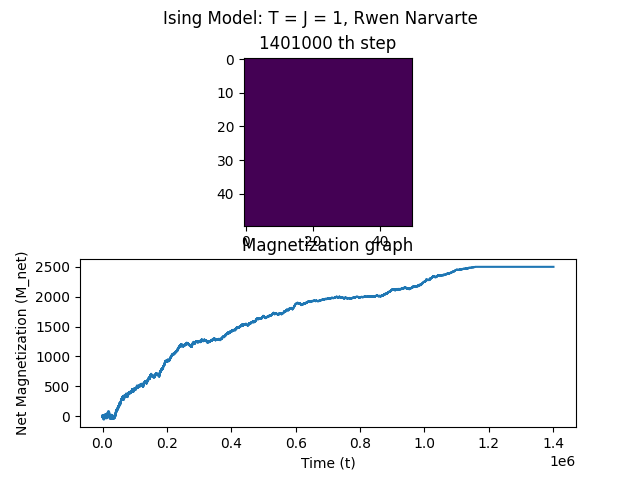 Ising Model: T = J = 1, Rwen Narvarte
1401000 th step
0
10
20
30
40
0 20 40
Magnetization graph
Net Magnetization (M_net)
2500
2000
1500
1000
500
0
0.0 0.2 0.4 0.6 0.8 1.0 1.2 1.4
1e6
Time (t)